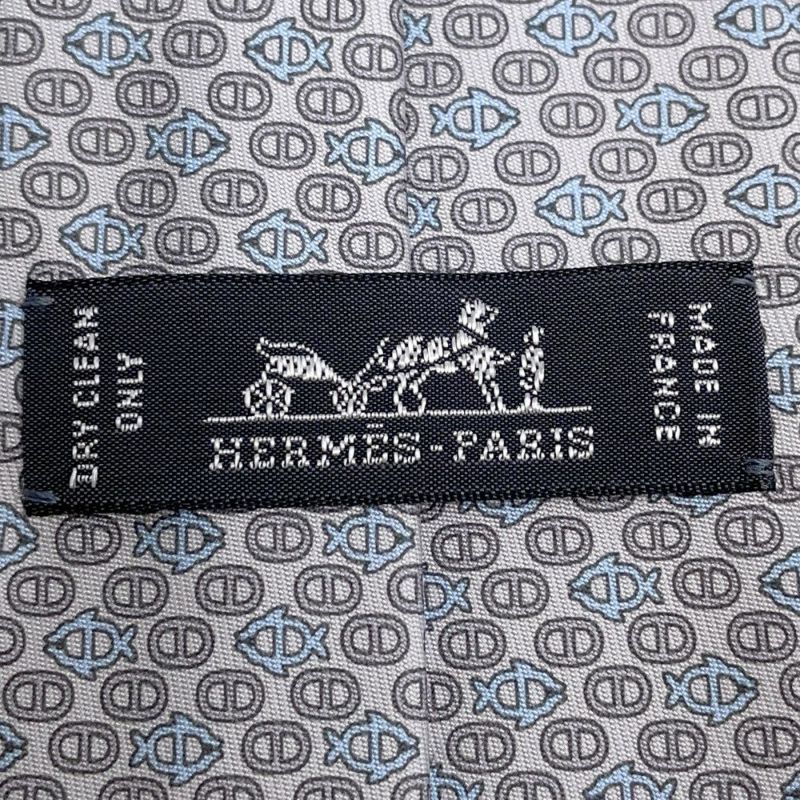 DRY CLEAN
ONLY
HERMÈS-PARIS
MADE IN
FRANCE